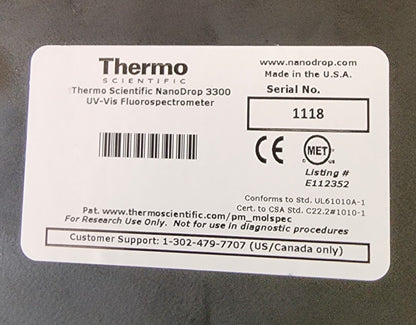 Thermo
SCIENTIFIC
Thermo Scientific NanoDrop 3300
UV-Vis Fluorospectrometer
www.nanodrop.com
Made in the U.S.A.
Serial No.
1118
CE
MET
C US
Listing #
E112352
Conforms to Std. UL61010A-1
Cert. to CSA Std. C22.2#1010-1
Pat. www.thermoscientific.com/pm_molspec
For Research Use Only. Not for use in diagnostic procedures
Customer Support: 1-302-479-7707 (US/Canada only)